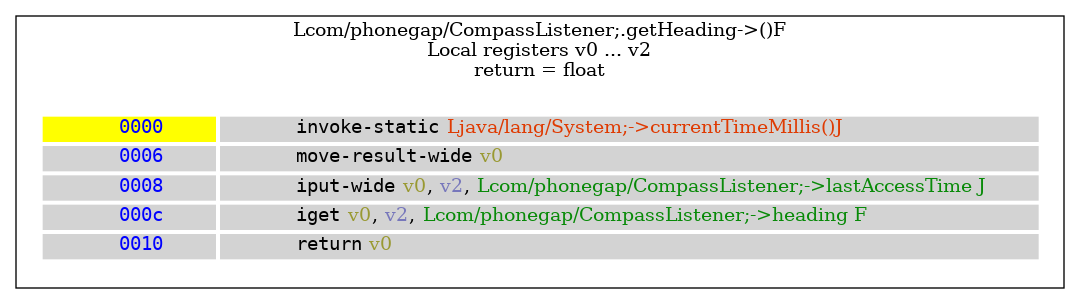 Lcom/phonegap/CompassListener;.getHeading->()F
Local registers v0 ... v2
return = float
0000 invoke-static Ljava/lang/System;->currentTimeMillis()J
0006 move-result-wide v0
0008 iput-wide v0, v2, Lcom/phonegap/CompassListener;->lastAccessTime J
000c iget v0, v2, Lcom/phonegap/CompassListener;->heading F
0010 return v0